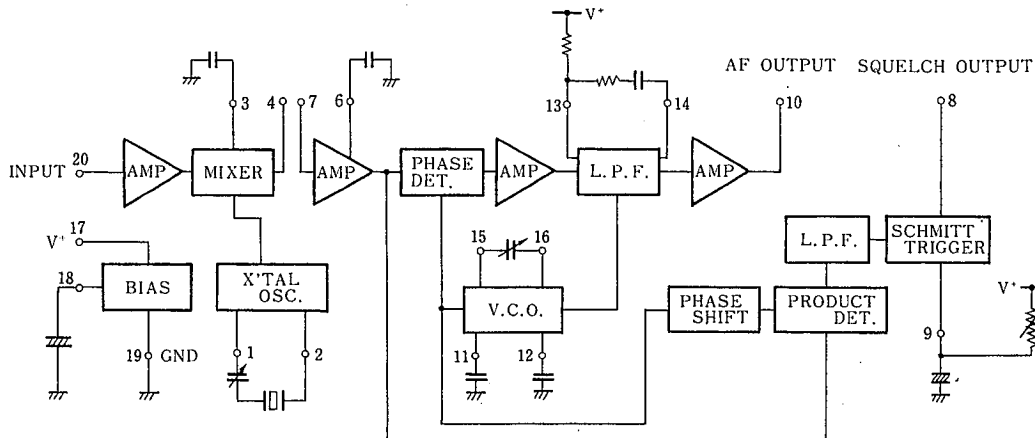 V+
AF OUTPUT
SQUELCH OUTPUT
3
4
7
6
13
14
10
8
INPUT
20
AMP
MIXER
AMP
PHASE
DET.
AMP
L. P. F.
AMP
17
V+
15
16
L. P. F.
SCHMITT
TRIGGER
18
BIAS
X'TAL
OSC.
V.C.O.
PHASE
SHIFT
PRODUCT
DET.
V+
19
GND
1
2
11
12
9